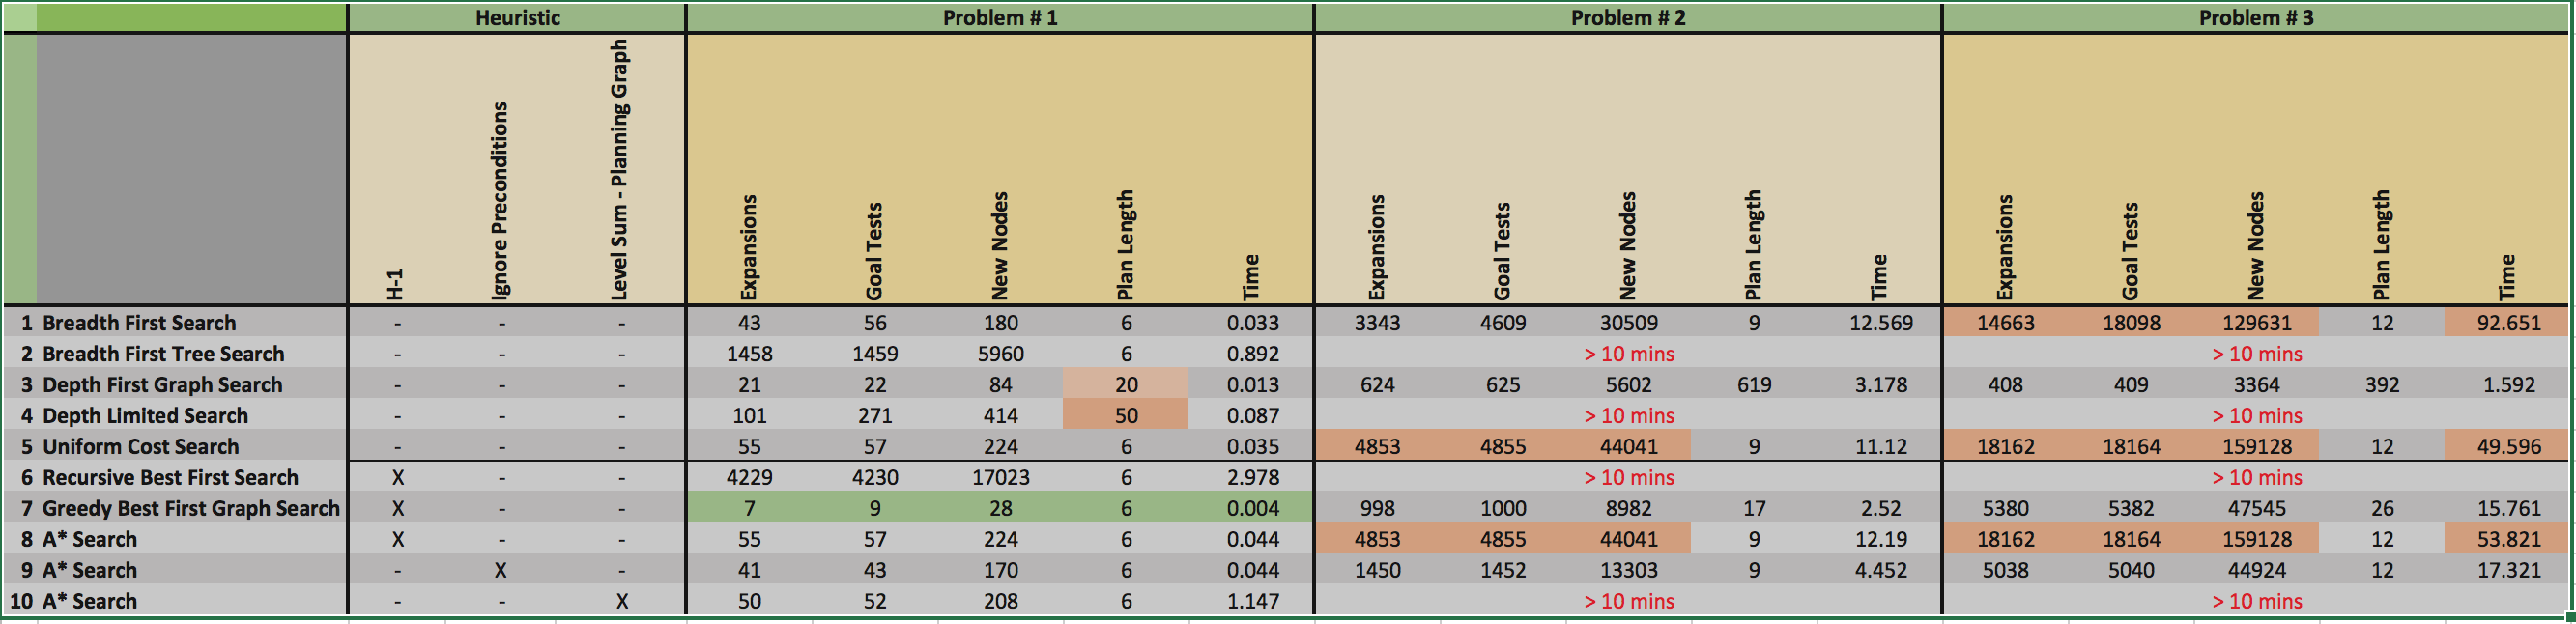 Heuristic Problem # 1 Problem # 2 Problem # 3
H-1 Ignore Preconditions Level Sum - Planning Graph Expansions Goal Tests New Nodes Plan Length Time Expansions Goal Tests New Nodes Plan Length Time Expansions Goal Tests New Nodes Plan Length Time
1 Breadth First Search - - - 43 56 180 6 0.033 3343 4609 30509 9 12.569 14663 18098 129631 12 92.651
2 Breadth First Tree Search - - - 1458 1459 5960 6 0.892 > 10 mins > 10 mins
3 Depth First Graph Search - - - 21 22 84 20 0.013 624 625 5602 619 3.178 408 409 3364 392 1.592
4 Depth Limited Search - - - 101 271 414 50 0.087 > 10 mins > 10 mins
5 Uniform Cost Search - - - 55 57 224 6 0.035 4853 4855 44041 9 11.12 18162 18164 159128 12 49.596
6 Recursive Best First Search X - - 4229 4230 17023 6 2.978 > 10 mins > 10 mins
7 Greedy Best First Graph Search X - - 7 9 28 6 0.004 998 1000 8982 17 2.52 5380 5382 47545 26 15.761
8 A* Search X - - 55 57 224 6 0.044 4853 4855 44041 9 12.19 18162 18164 159128 12 53.821
9 A* Search - X - 41 43 170 6 0.044 1450 1452 13303 9 4.452 5038 5040 44924 12 17.321
10 A* Search - - X 50 52 208 6 1.147 > 10 mins > 10 mins